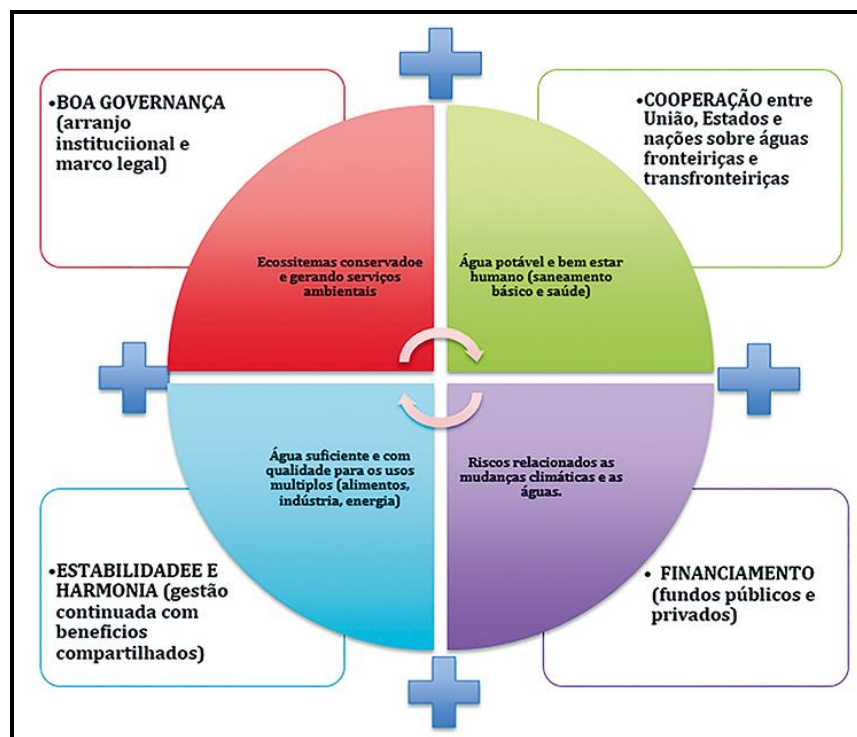 •BOA GOVERNANÇA
(arranjo
instituciional e
marco legal)
•COOPERAÇÃO entre
União, Estados e
nações sobre águas
fronteiriças e
transfronteiriças
Ecossitemas conservadoe
e gerando serviços
ambientais
Água potável e bem estar
humano (saneamento
básico e saúde)
Água suficiente e com
qualidade para os usos
multiplos (alimentos,
indústria, energia)
Riscos relacionados as
mudanças climáticas e as
águas.
•ESTABILIDADEE E
HARMONIA (gestão
continuada com
beneficios
compartilhados)
• FINANCIAMENTO
(fundos públicos e
privados)